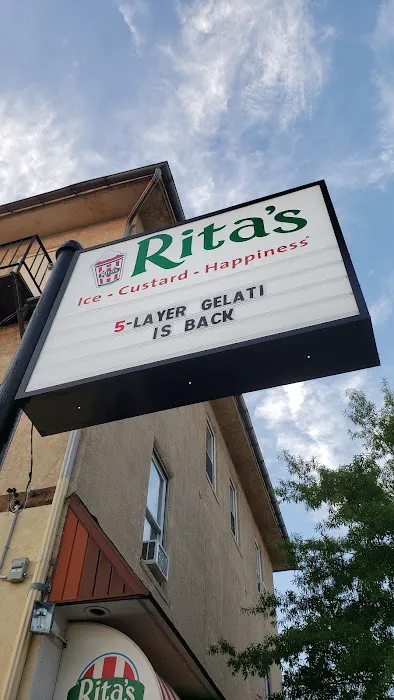 Rita's
Ice - Custard - Happiness
5-LAYER GELATI
IS BACK
Rita's